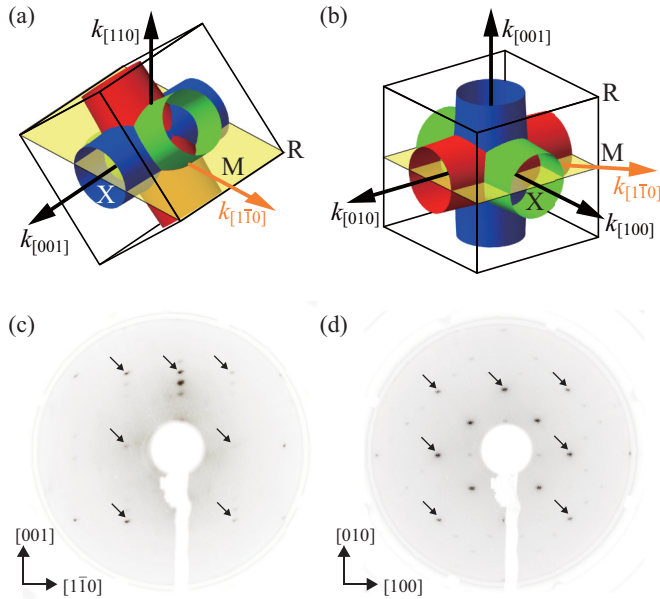 (a)
k[110]
R
M
X
k[001]
k[11̄0]
(b)
k[001]
R
M
k[11̄0]
X
k[010]
k[100]
(c)
[001]
[11̄0]
(d)
[010]
[100]